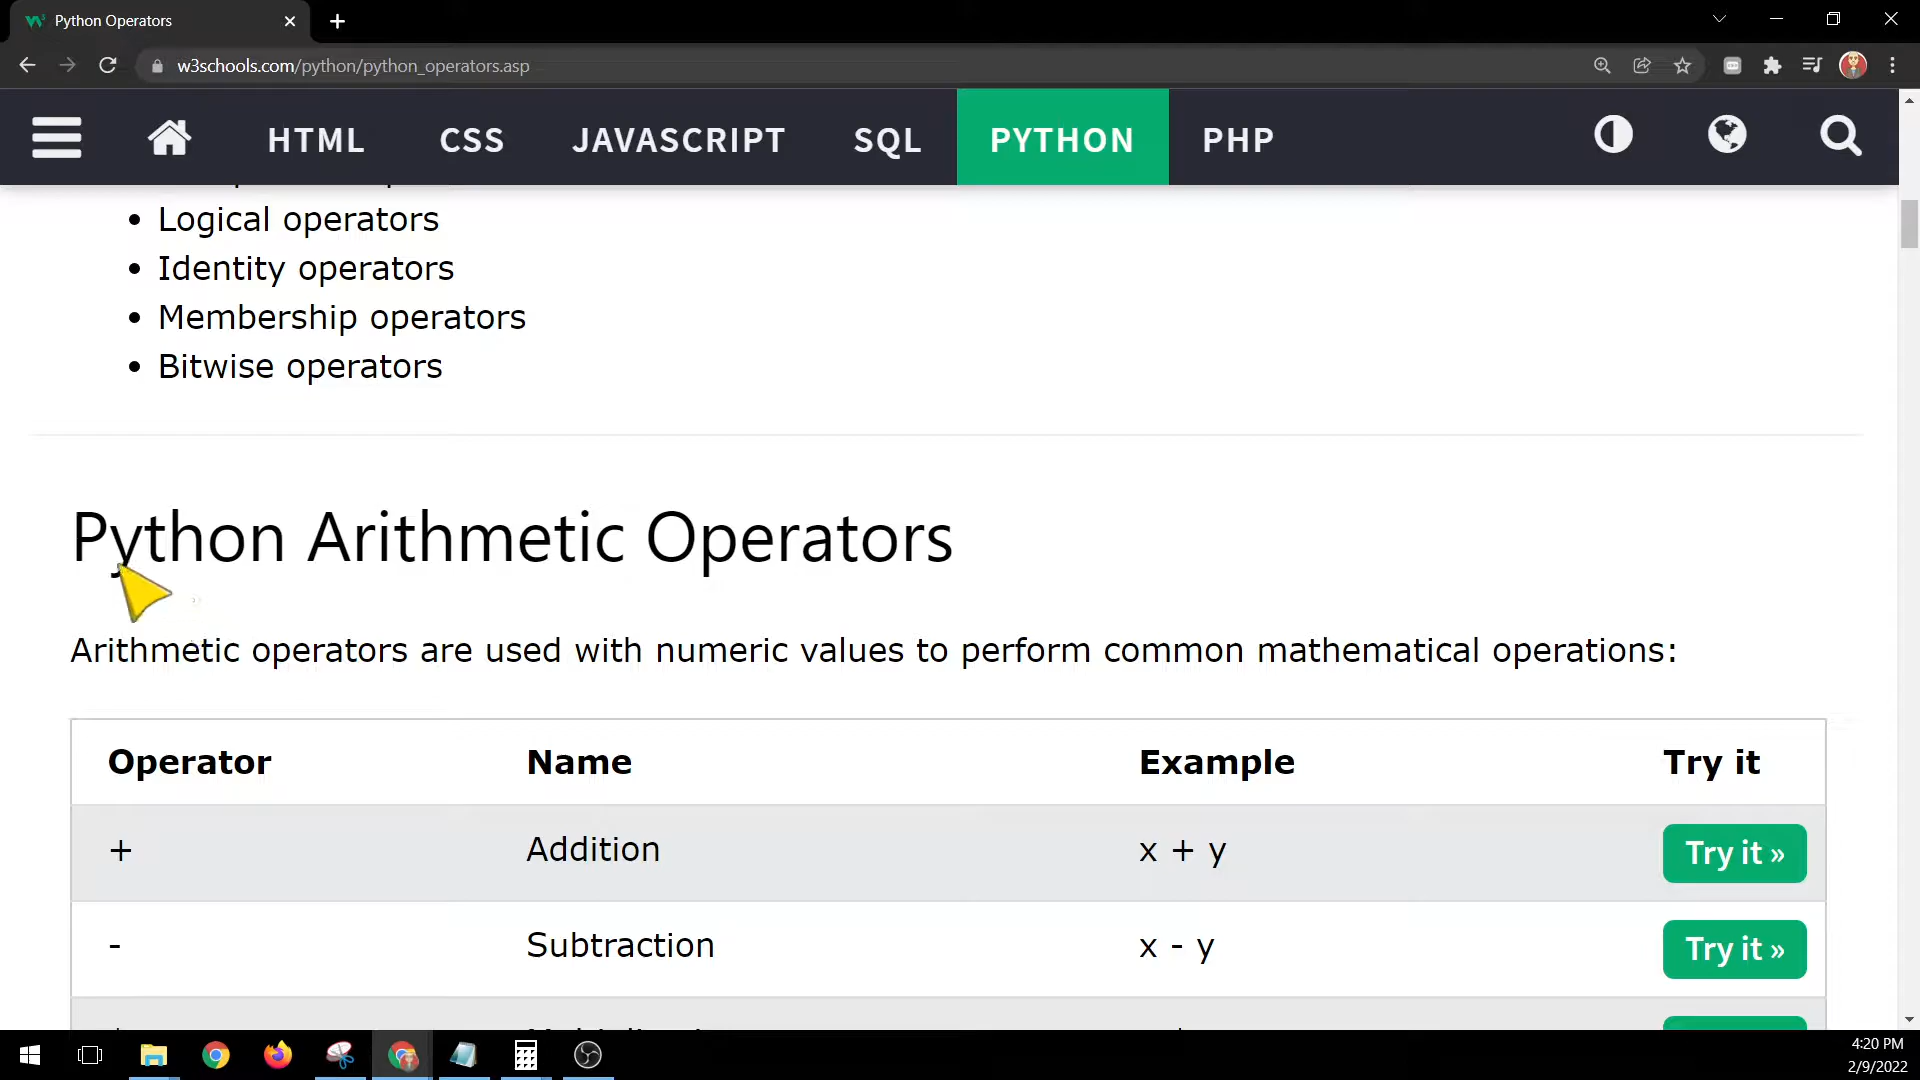 Python Operators
w3schools.com/python/python_operators.asp
HTML CSS JAVASCRIPT SQL PYTHON PHP
• Logical operators
• Identity operators
• Membership operators
• Bitwise operators
Python Arithmetic Operators
Arithmetic operators are used with numeric values to perform common mathematical operations:
Operator Name Example Try it
+ Addition x + y Try it »
- Subtraction x - y Try it »
4:20 PM
2/9/2022